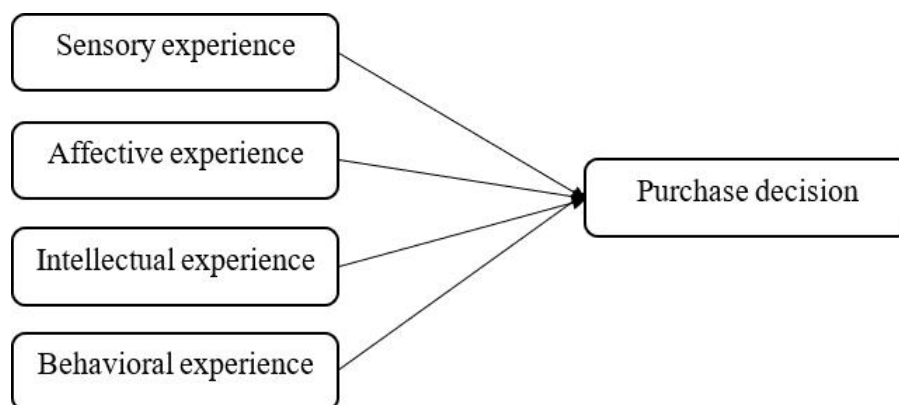 Sensory experience
Affective experience
Purchase decision
Intellectual experience
Behavioral experience